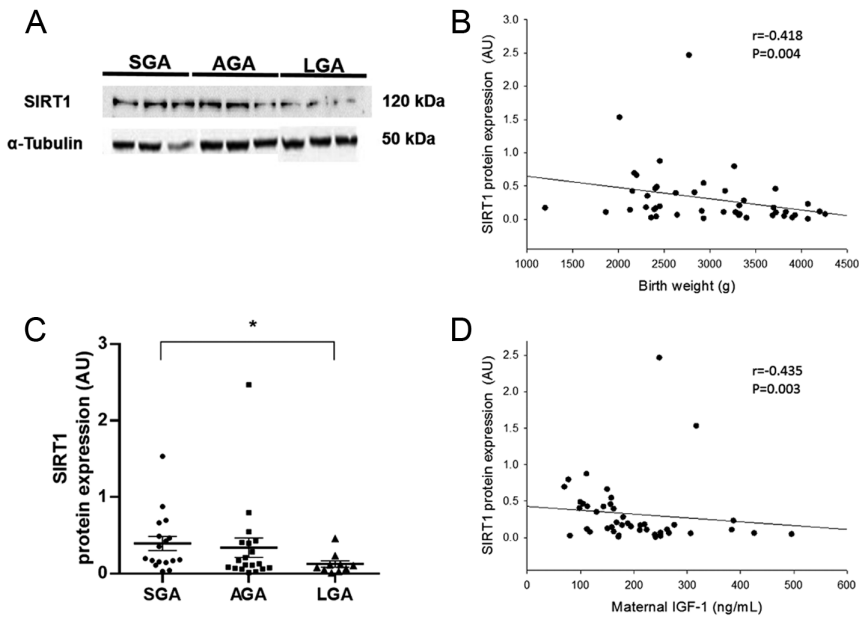 A
SGA AGA LGA
SIRT1 120 kDa
α-Tubulin 50 kDa
B
r=-0.418
P=0.004
SIRT1 protein expression (AU)
3.0
2.5
2.0
1.5
1.0
0.5
0.0
1000 1500 2000 2500 3000 3500 4000 4500
Birth weight (g)
C
*
SIRT1
protein expression (AU)
3
2
1
0
SGA AGA LGA
D
r=-0.435
P=0.003
SIRT1 protein expression (AU)
2.5
2.0
1.5
1.0
0.5
0.0
0 100 200 300 400 500 600
Maternal IGF-1 (ng/mL)